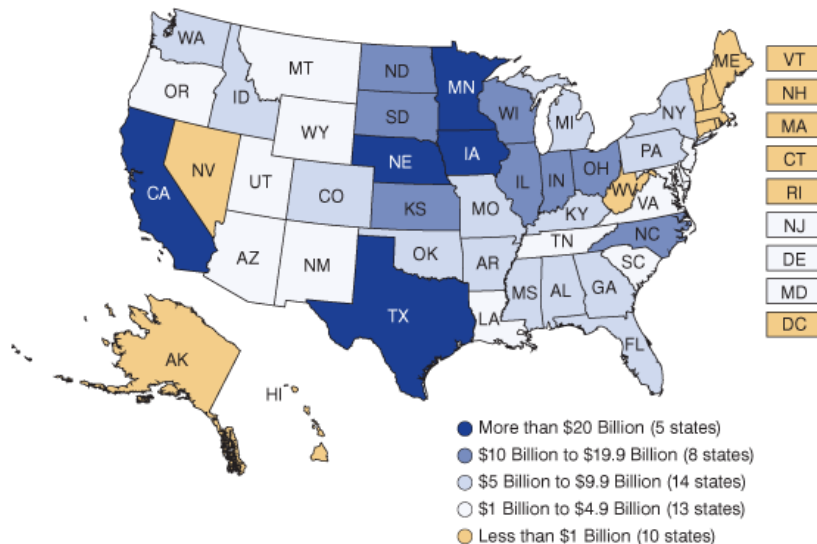 WA
MT
ND
MN
ME
VT
OR
ID
SD
WI
MI
NY
NH
WY
MA
NV
NE
IA
PA
CT
CA
UT
CO
IL
IN
OH
WV
VA
RI
KS
MO
KY
NJ
AZ
NM
OK
AR
TN
NC
DE
MS
AL
GA
SC
MD
TX
LA
DC
FL
AK
HI
More than $20 Billion (5 states)
$10 Billion to $19.9 Billion (8 states)
$5 Billion to $9.9 Billion (14 states)
$1 Billion to $4.9 Billion (13 states)
Less than $1 Billion (10 states)